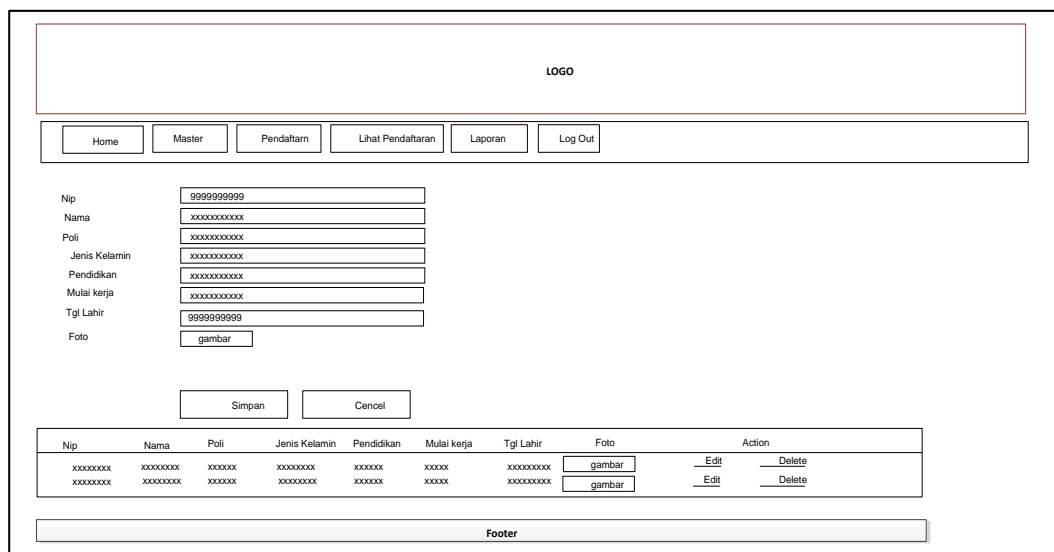 LOGO
Home Master Pendaftarn Lihat Pendaftaran Laporan Log Out
Nip 9999999999
Nama xxxxxxxxxxx
Poli xxxxxxxxxxx
Jenis Kelamin xxxxxxxxxxx
Pendidikan xxxxxxxxxxx
Mulai kerja xxxxxxxxxxx
Tgl Lahir 9999999999
Foto gambar
Simpan Cencel
Nip Nama Poli Jenis Kelamin Pendidikan Mulai kerja Tgl Lahir Foto Action
xxxxxxxx xxxxxxxx xxxxxx xxxxxxxx xxxxxx xxxxx xxxxxxxxx gambar Edit Delete
xxxxxxxx xxxxxxxx xxxxxx xxxxxxxx xxxxxx xxxxx xxxxxxxxx gambar Edit Delete
Footer